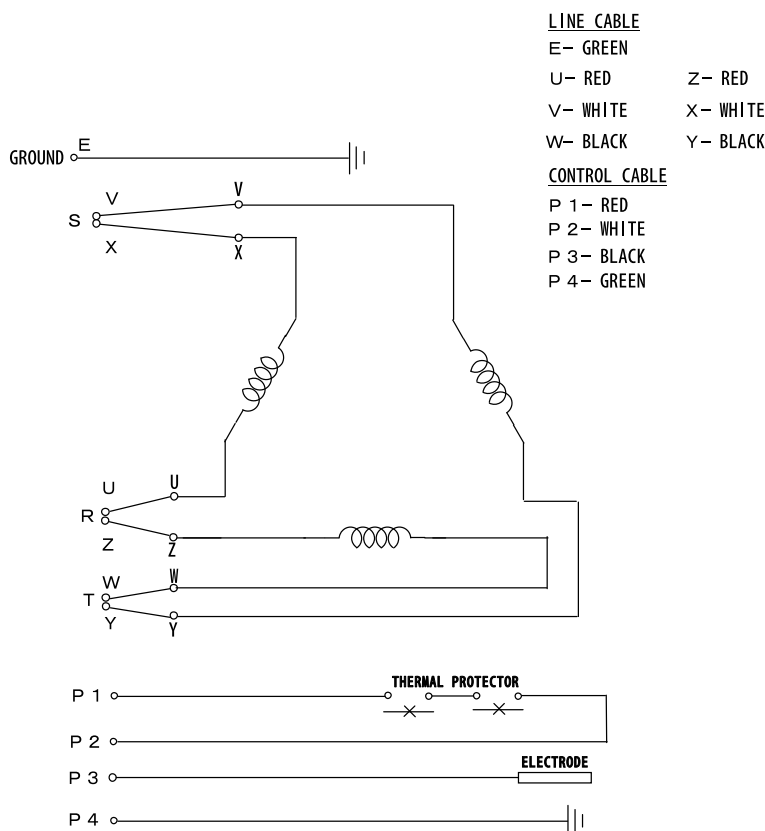 LINE CABLE
E- GREEN
U- RED Z- RED
V- WHITE X- WHITE
W- BLACK Y- BLACK
CONTROL CABLE
P 1- RED
P 2- WHITE
P 3- BLACK
P 4- GREEN
GROUND E
V V
S
X X
U U
R
Z Z
W W
T
Y Y
THERMAL PROTECTOR
P 1
P 2
ELECTRODE
P 3
P 4